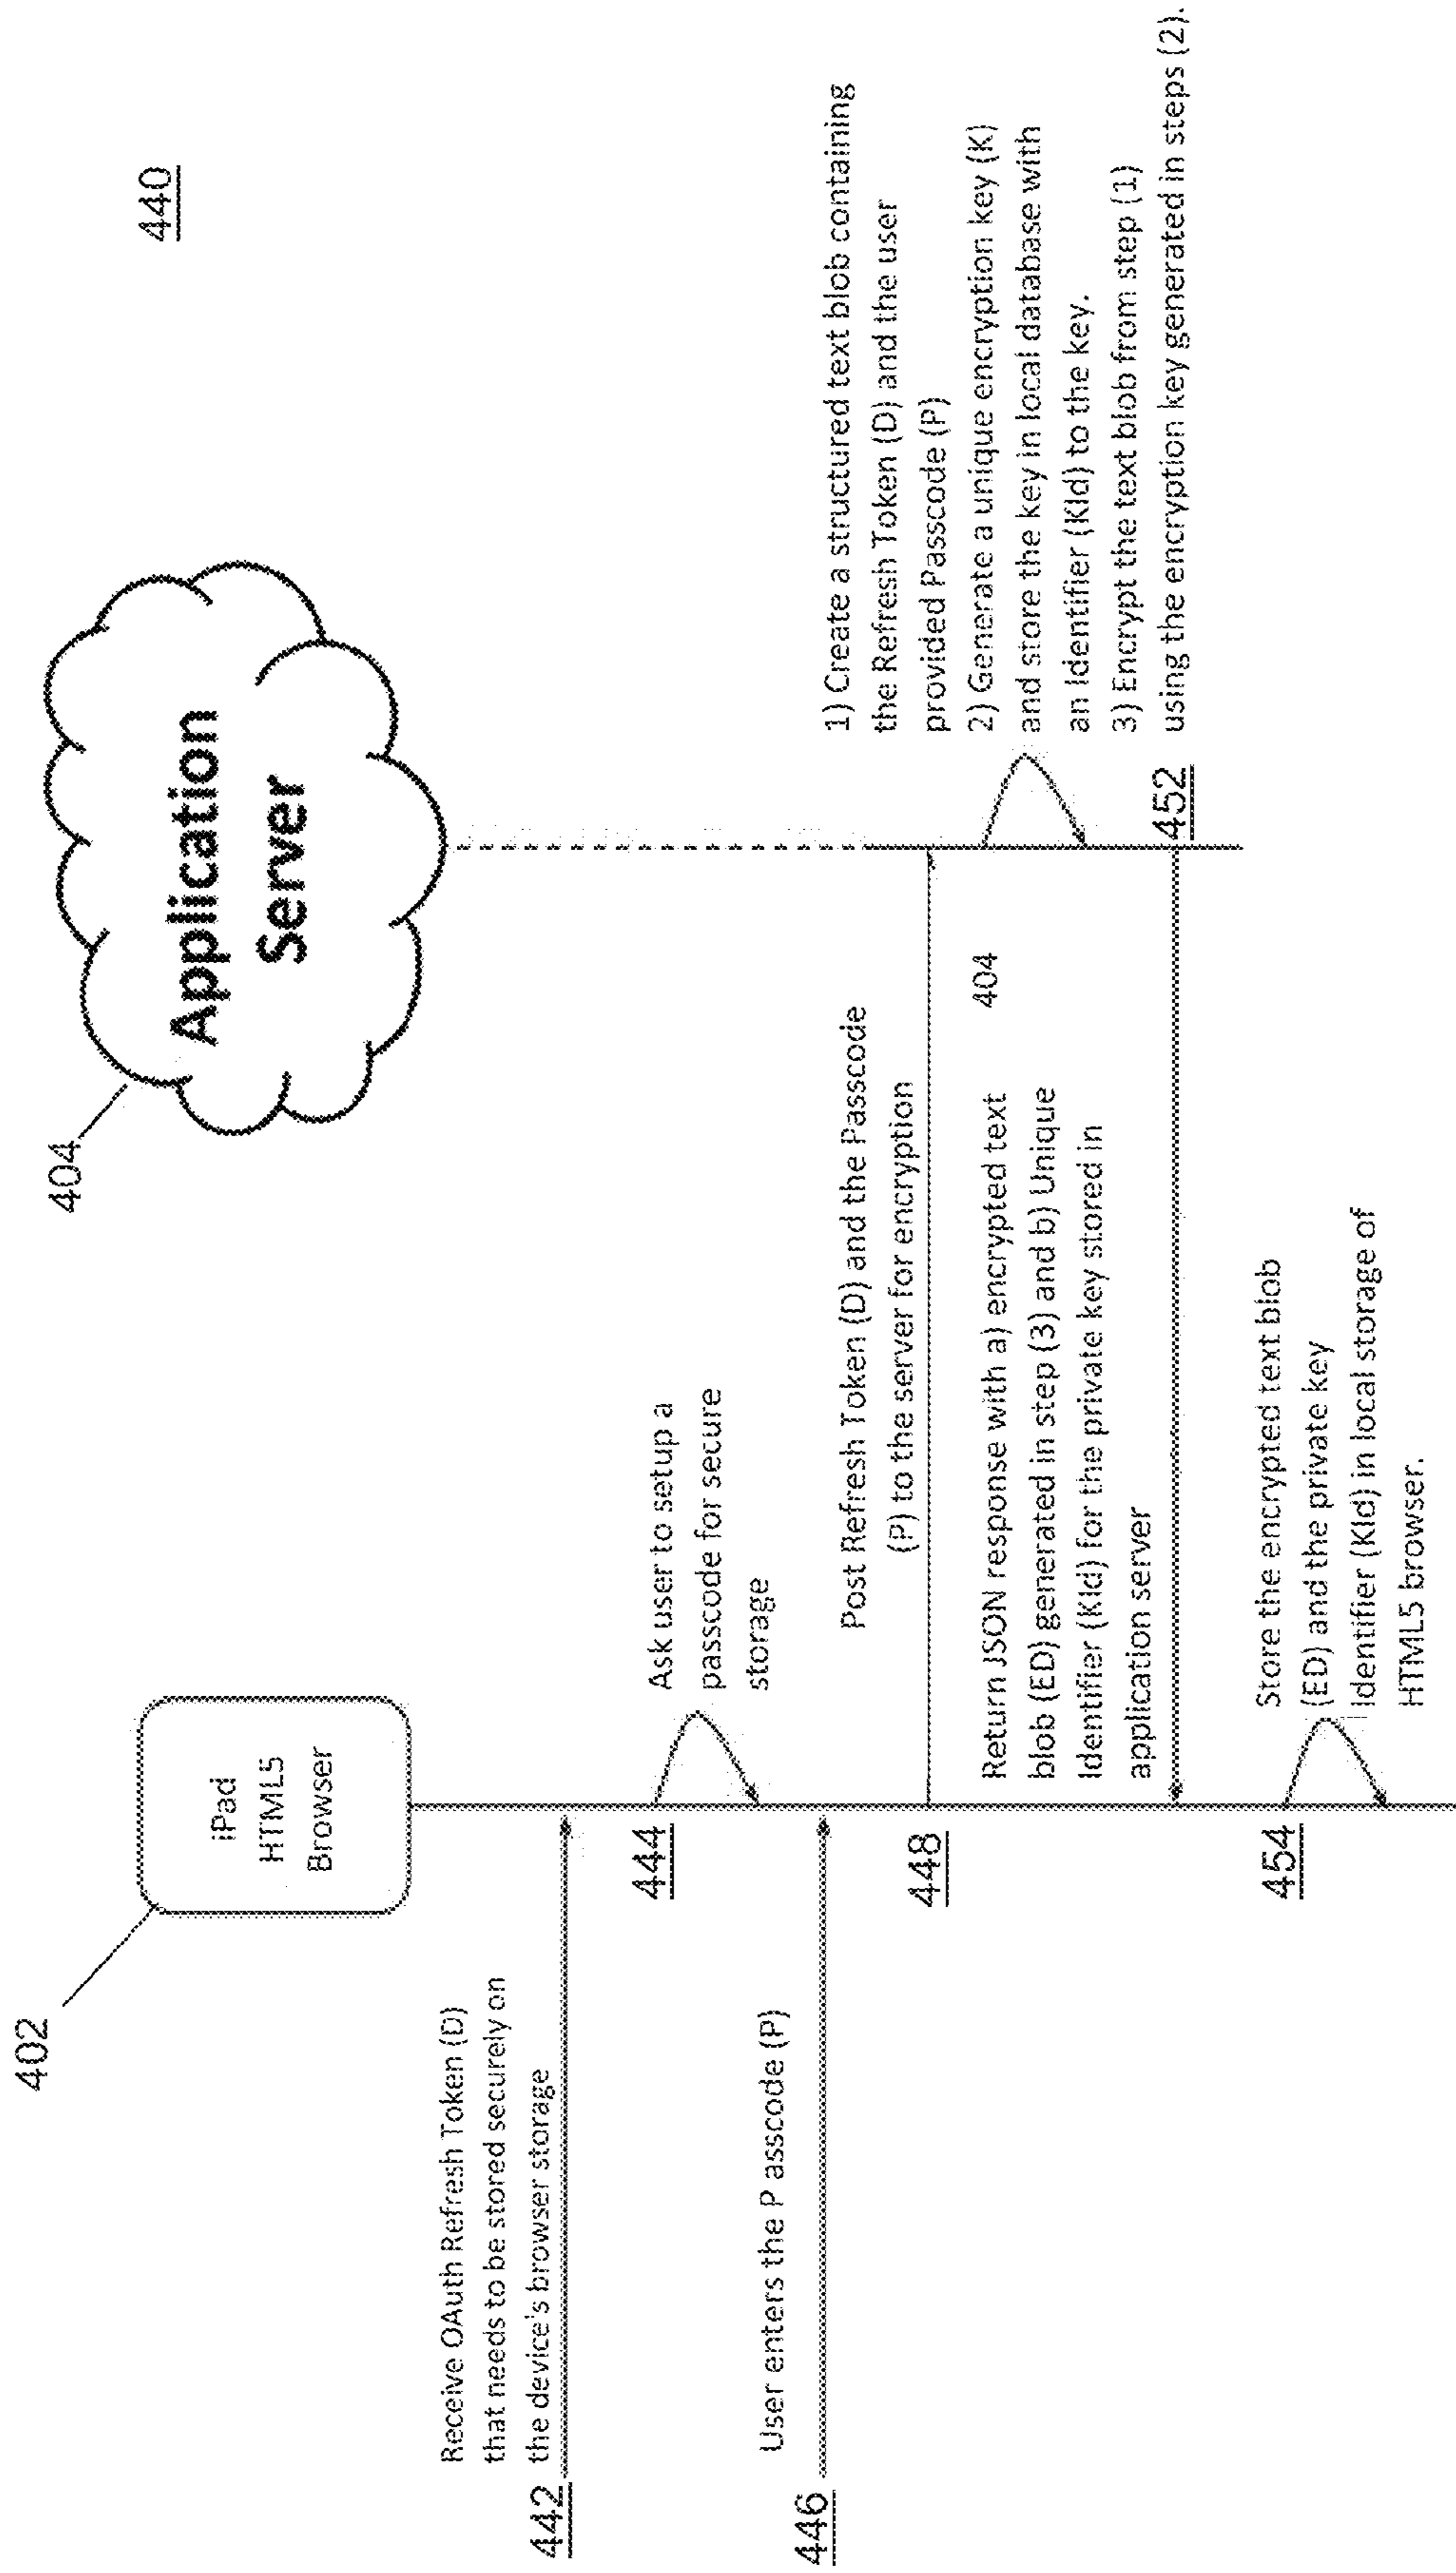 402
iPad
HTML5
Browser
404
Application
Server
440
Receive OAuth Refresh Token (D)
that needs to be stored securely on
the device's browser storage
442
444
Ask user to setup a
passcode for secure
storage
User enters the P asscode (P)
446
Post Refresh Token (D) and the Passcode
(P) to the server for encryption
448
404
1) Create a structured text blob containing
the Refresh Token (D) and the user
provided Passcode (P)
2) Generate a unique encryption key (K)
and store the key in local database with
an Identifier (KId) to the key.
3) Encrypt the text blob from step (1)
using the encryption key generated in steps (2).
452
Return JSON response with a) encrypted text
blob (ED) generated in step (3) and b) Unique
Identifier (KId) for the private key stored in
application server
454
Store the encrypted text blob
(ED) and the private key
Identifier (KId) in local storage of
HTML5 browser.